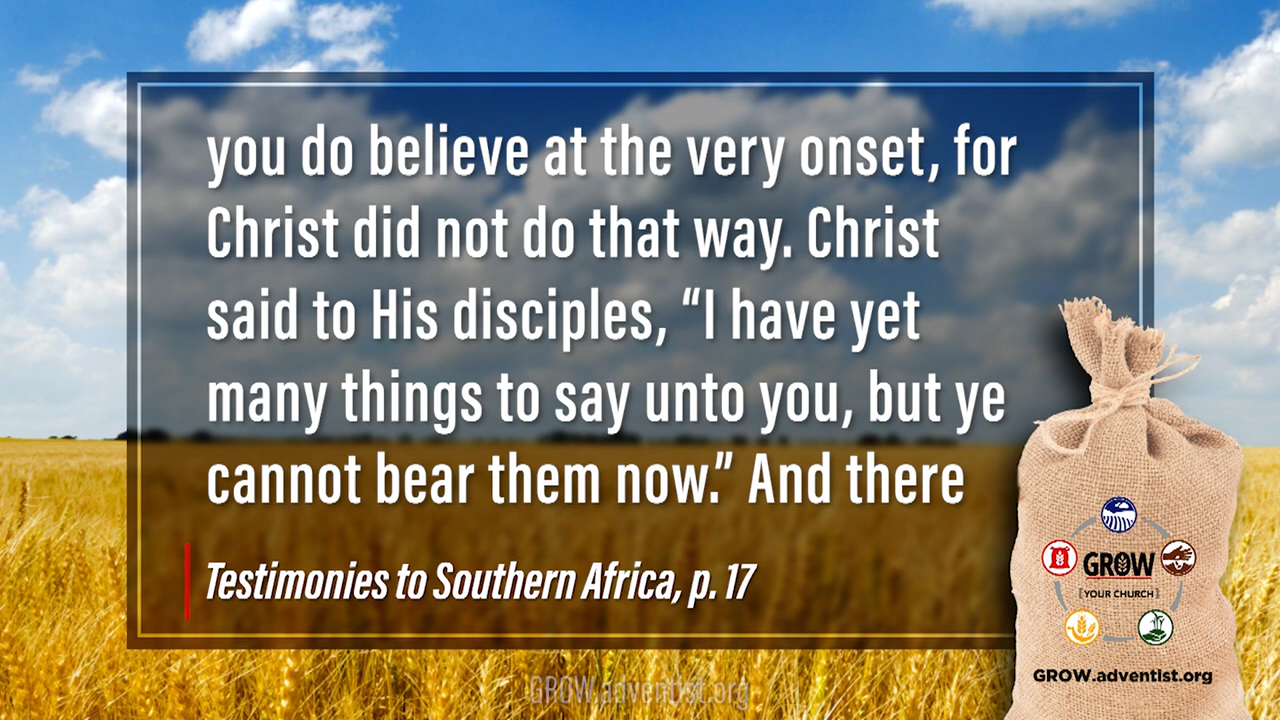 you do believe at the very onset, for
Christ did not do that way. Christ
said to His disciples, “I have yet
many things to say unto you, but ye
cannot bear them now.” And there
Testimonies to Southern Africa, p. 17
GROW
[YOUR CHURCH]
GROW.adventist.org
GROW.adventist.org